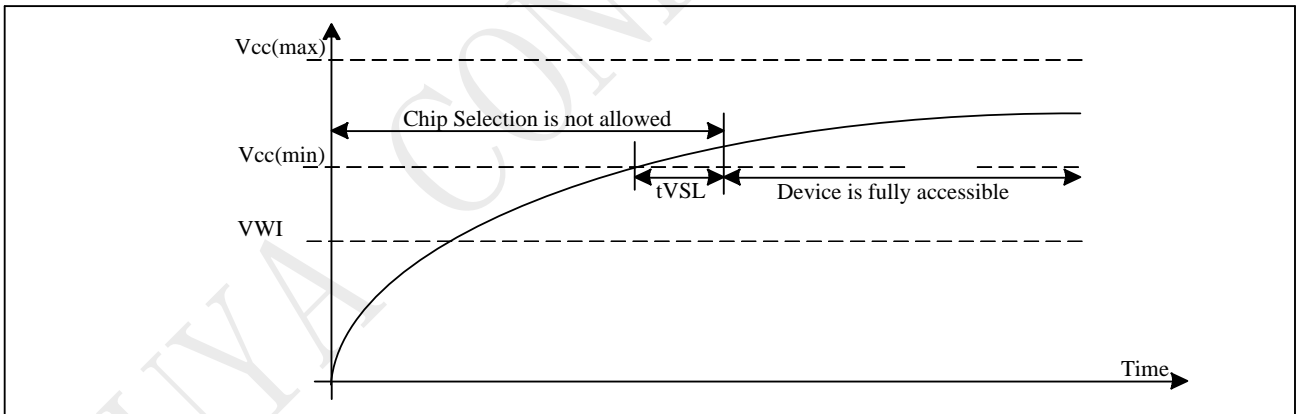 Vcc(max)
Chip Selection is not allowed
Vcc(min)
tVSL
Device is fully accessible
VWI
Time